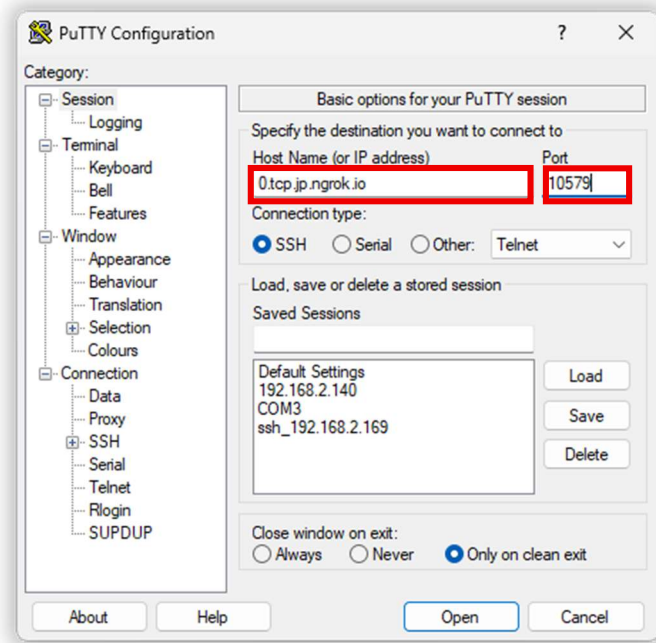 PuTTY Configuration
?
Category:
Session
Logging
Terminal
Keyboard
Bell
Features
Window
Appearance
Behaviour
Translation
Selection
Colours
Connection
Data
Proxy
SSH
Serial
Telnet
Rlogin
SUPDUP
Basic options for your PuTTY session
Specify the destination you want to connect to
Host Name (or IP address) Port
0.tcp.jp.ngrok.io 10579
Connection type:
SSH Serial Other: Telnet
Load, save or delete a stored session
Saved Sessions
Default Settings
192.168.2.140
COM3
ssh_192.168.2.169
Load
Save
Delete
Close window on exit:
Always Never Only on clean exit
About Help Open Cancel